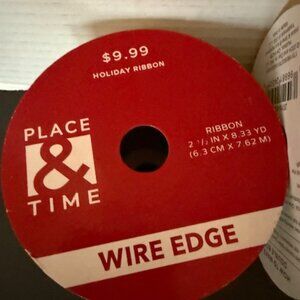 $9.99
HOLIDAY RIBBON
PLACE
&
TIME
RIBBON
2 1/2 IN X 8.33 YD
(6.3 CM X 7.62 M)
WIRE EDGE